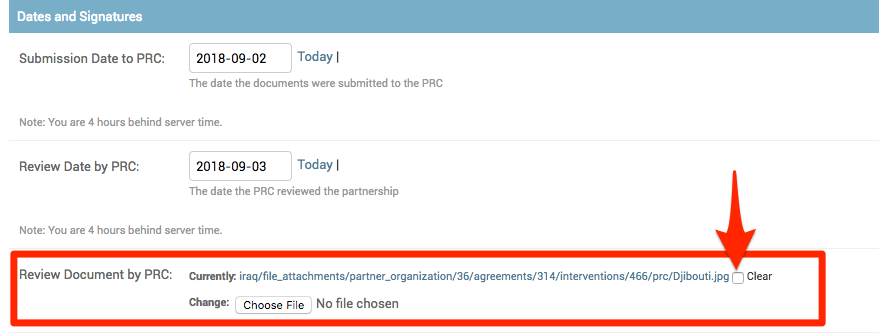 Dates and Signatures
Submission Date to PRC: 2018-09-02 Today |
The date the documents were submitted to the PRC
Note: You are 4 hours behind server time.
Review Date by PRC: 2018-09-03 Today |
The date the PRC reviewed the partnership
Note: You are 4 hours behind server time.
Review Document by PRC: Currently: iraq/file_attachments/partner_organization/36/agreements/314/interventions/466/prc/Djibouti.jpg Clear
Change: Choose File No file chosen